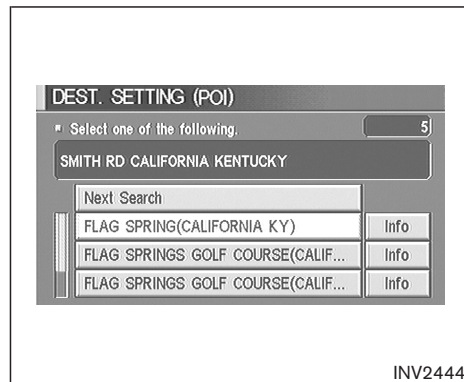 DEST. SETTING (POI)
Select one of the following. 5
SMITH RD CALIFORNIA KENTUCKY
Next Search
FLAG SPRING(CALIFORNIA KY) Info
FLAG SPRINGS GOLF COURSE(CALIF... Info
FLAG SPRINGS GOLF COURSE(CALIF... Info
INV2444